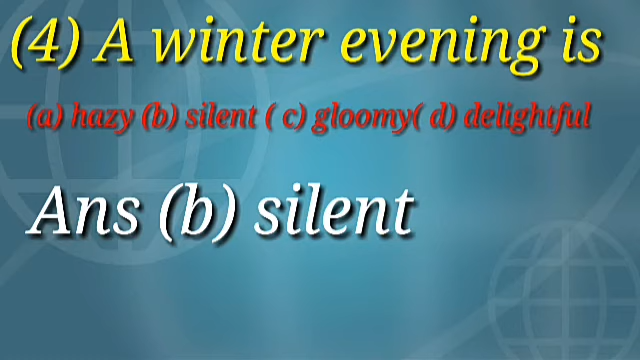 (4) A winter evening is
(a) hazy (b) silent ( c) gloomy( d) delightful
Ans (b) silent